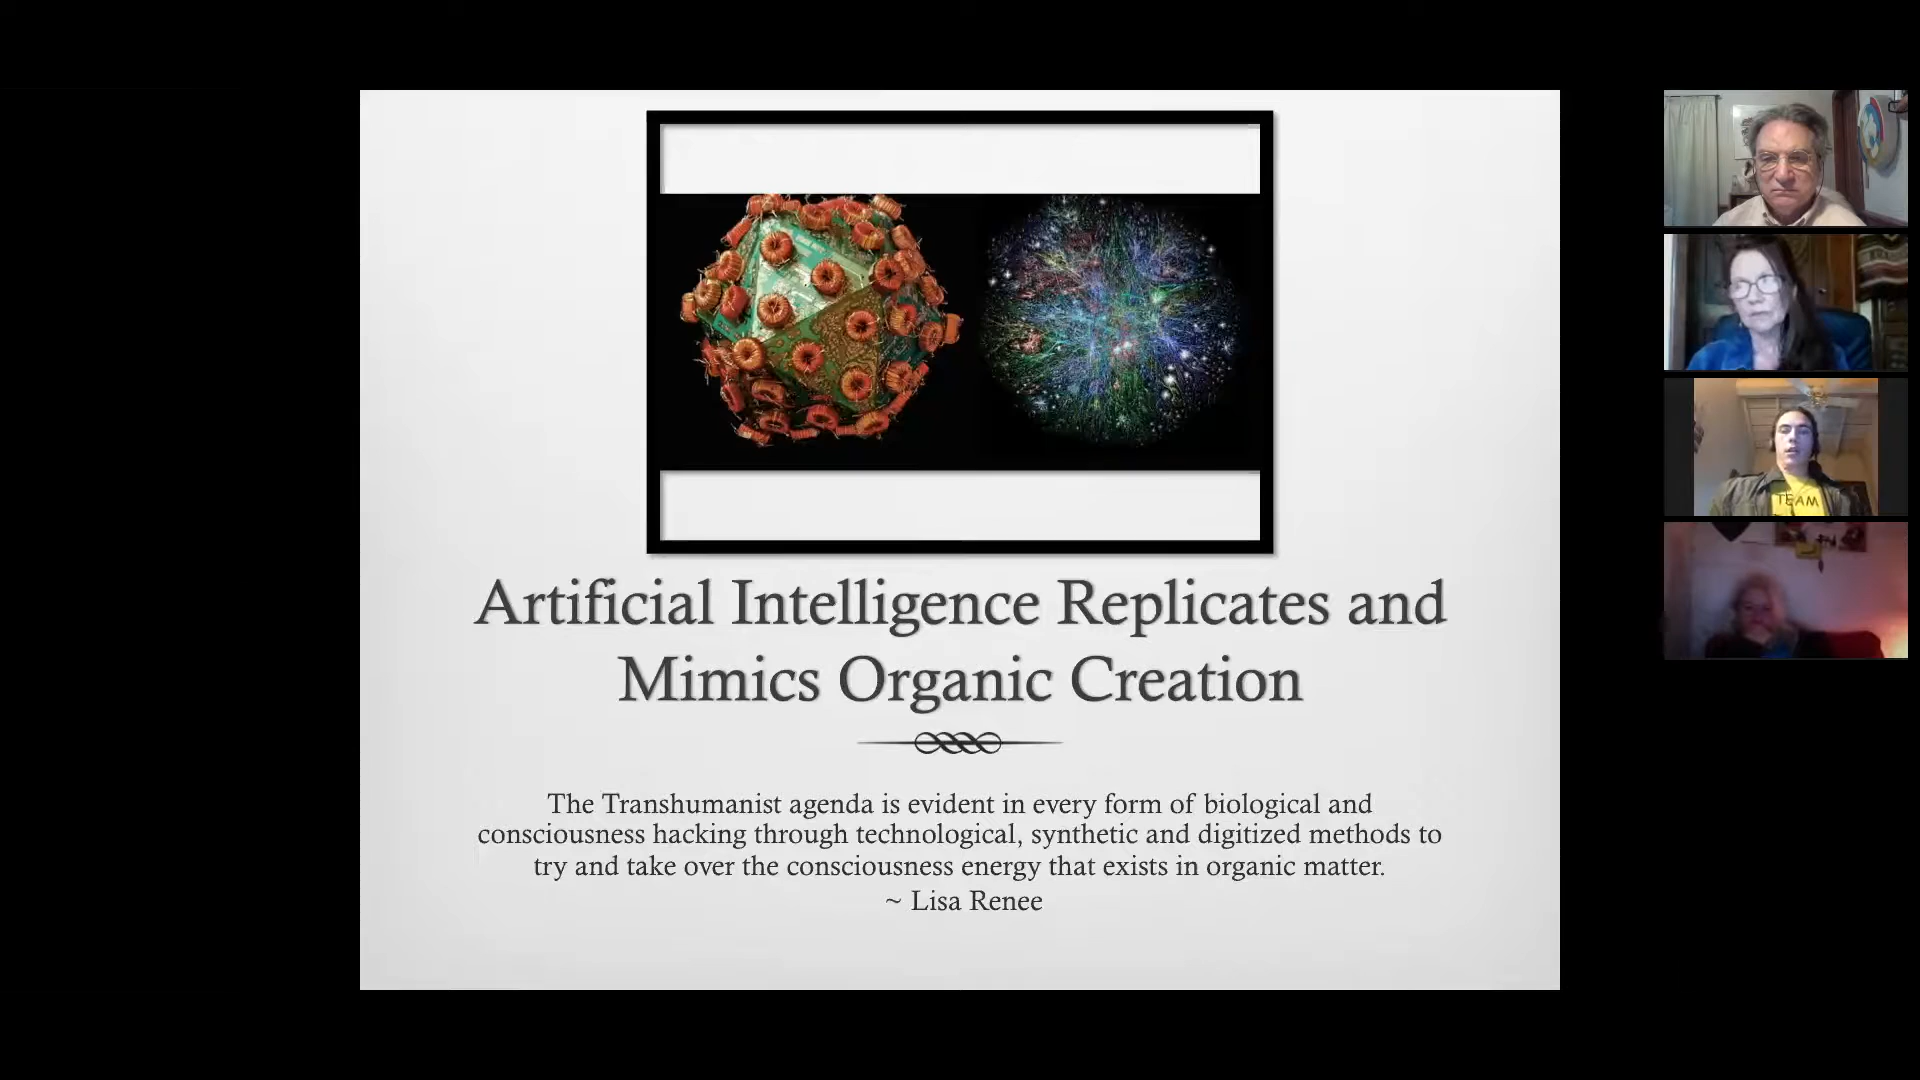 Artificial Intelligence Replicates and
Mimics Organic Creation
The Transhumanist agenda is evident in every form of biological and
consciousness hacking through technological, synthetic and digitized methods to
try and take over the consciousness energy that exists in organic matter.
~ Lisa Renee
TEAM